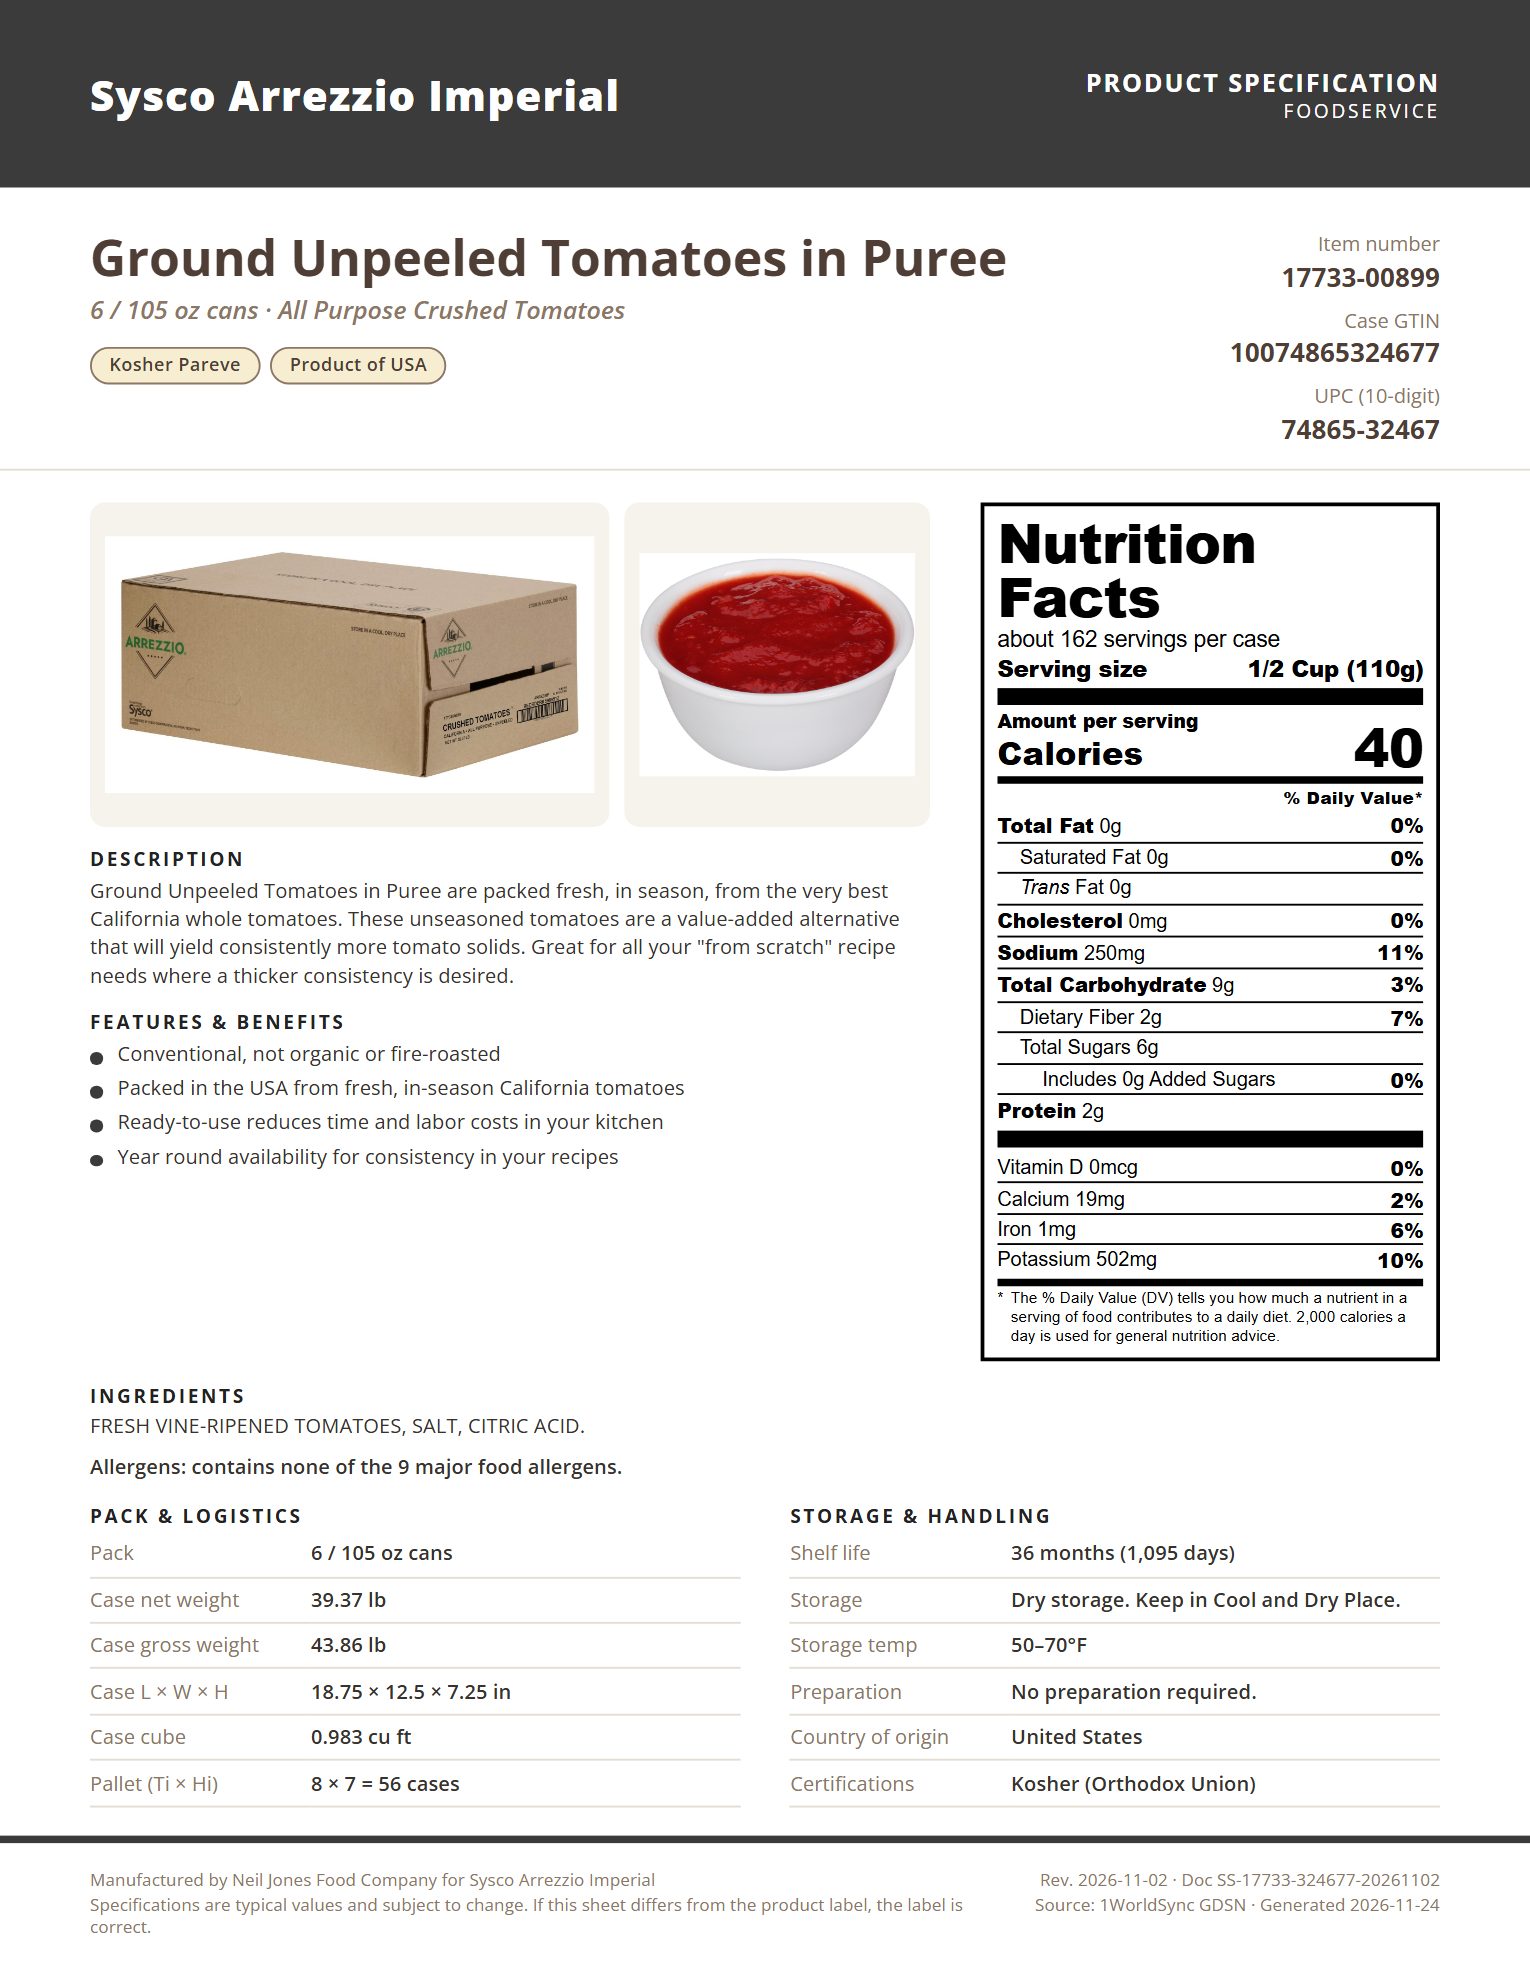 Sysco Arrezzio Imperial
PRODUCT SPECIFICATION
FOODSERVICE
Ground Unpeeled Tomatoes in Puree
6 / 105 oz cans · All Purpose Crushed Tomatoes
Kosher Pareve
Product of USA
Item number
17733-00899
Case GTIN
10074865324677
UPC (10-digit)
74865-32467
ARREZZIO
ARREZZIO
STORE IN A COOL, DRY PLACE
Sysco
CRUSHED TOMATOES
DESCRIPTION
Ground Unpeeled Tomatoes in Puree are packed fresh, in season, from the very best
California whole tomatoes. These unseasoned tomatoes are a value-added alternative
that will yield consistently more tomato solids. Great for all your "from scratch" recipe
needs where a thicker consistency is desired.
FEATURES & BENEFITS
Conventional, not organic or fire-roasted
Packed in the USA from fresh, in-season California tomatoes
Ready-to-use reduces time and labor costs in your kitchen
Year round availability for consistency in your recipes
Nutrition
Facts
about 162 servings per case
Serving size 1/2 Cup (110g)
Amount per serving
Calories 40
% Daily Value*
Total Fat 0g 0%
Saturated Fat 0g 0%
Trans Fat 0g
Cholesterol 0mg 0%
Sodium 250mg 11%
Total Carbohydrate 9g 3%
Dietary Fiber 2g 7%
Total Sugars 6g
Includes 0g Added Sugars 0%
Protein 2g
Vitamin D 0mcg 0%
Calcium 19mg 2%
Iron 1mg 6%
Potassium 502mg 10%
* The % Daily Value (DV) tells you how much a nutrient in a
serving of food contributes to a daily diet. 2,000 calories a
day is used for general nutrition advice.
INGREDIENTS
FRESH VINE-RIPENED TOMATOES, SALT, CITRIC ACID.
Allergens: contains none of the 9 major food allergens.
PACK & LOGISTICS
Pack 6 / 105 oz cans
Case net weight 39.37 lb
Case gross weight 43.86 lb
Case L × W × H 18.75 × 12.5 × 7.25 in
Case cube 0.983 cu ft
Pallet (Ti × Hi) 8 × 7 = 56 cases
STORAGE & HANDLING
Shelf life 36 months (1,095 days)
Storage Dry storage. Keep in Cool and Dry Place.
Storage temp 50–70°F
Preparation No preparation required.
Country of origin United States
Certifications Kosher (Orthodox Union)
Manufactured by Neil Jones Food Company for Sysco Arrezzio Imperial
Specifications are typical values and subject to change. If this sheet differs from the product label, the label is
correct.
Rev. 2026-11-02 · Doc SS-17733-324677-20261102
Source: 1WorldSync GDSN · Generated 2026-11-24